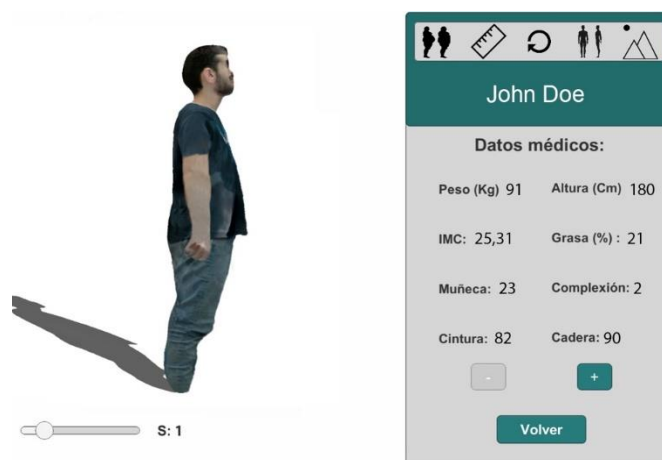 John Doe
Datos médicos:
Peso (Kg) 91 Altura (Cm) 180
IMC: 25,31 Grasa (%) : 21
Muñeca: 23 Complexión: 2
Cintura: 82 Cadera: 90
- +
S: 1
Volver